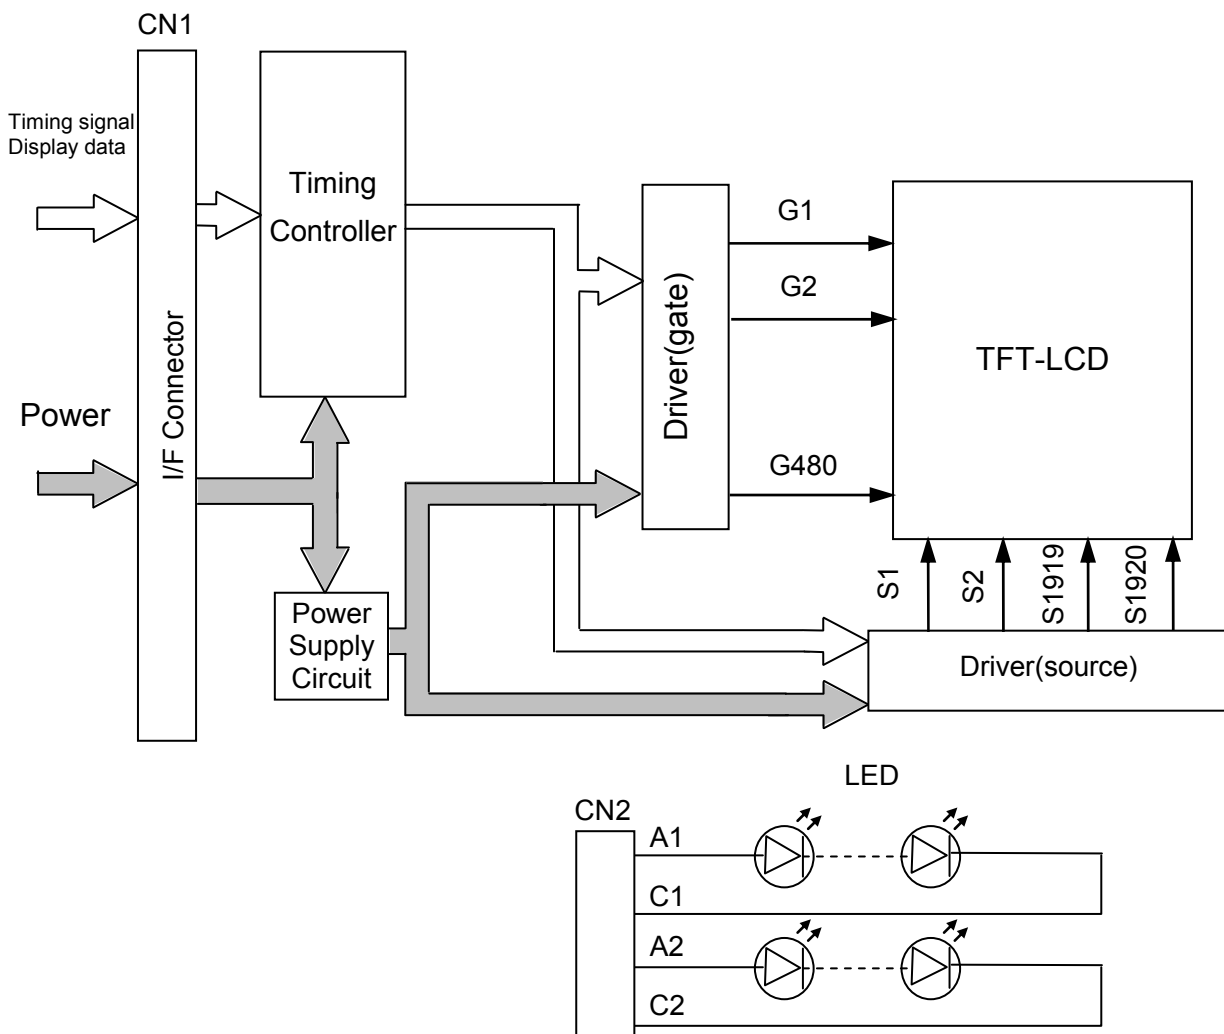 CN1
Timing signal
Display data
Timing
Controller
Power
I/F Connector
Driver(gate)
G1
G2
G480
TFT-LCD
S1
S2
S1919
S1920
Power
Supply
Circuit
Driver(source)
LED
CN2
A1
C1
A2
C2